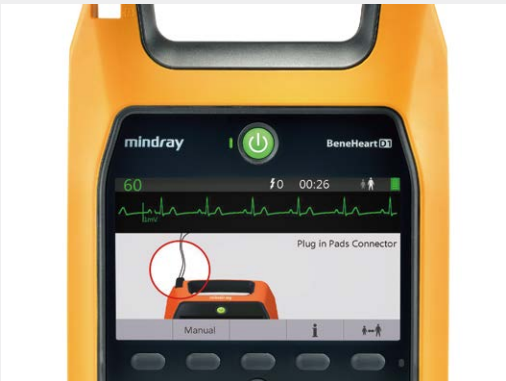 mindray
BeneHeart D1
60
0 00:26
1mV
Plug in Pads Connector
mindray
Manual
i